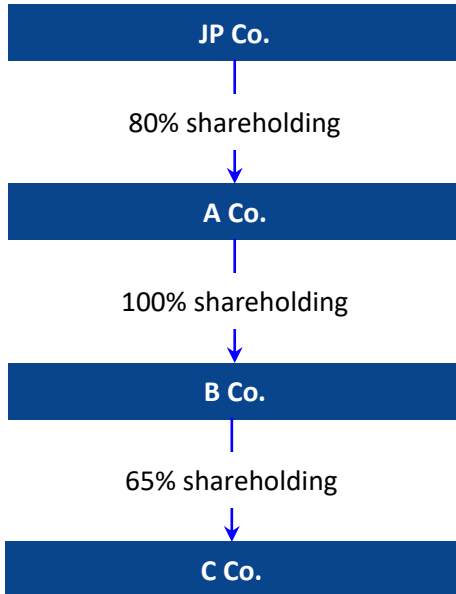 JP Co.
80% shareholding
A Co.
100% shareholding
B Co.
65% shareholding
C Co.